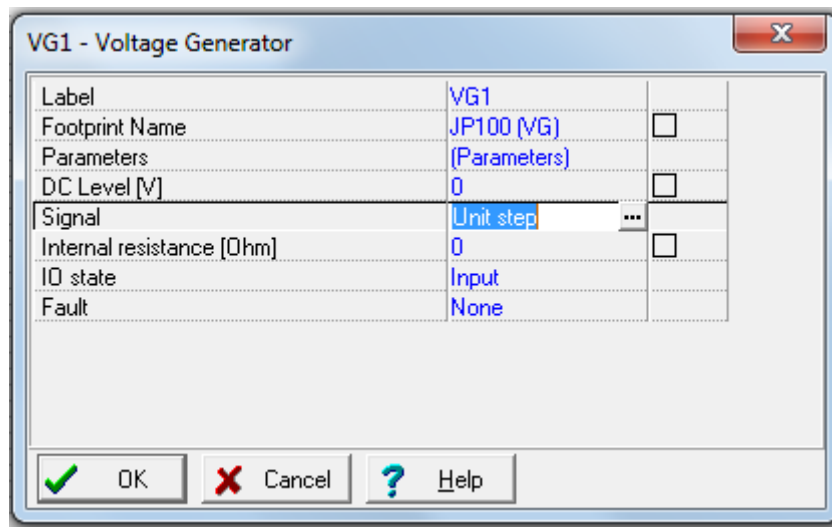 VG1 - Voltage Generator
Label VG1
Footprint Name JP100 (VG)
Parameters (Parameters)
DC Level [V] 0
Signal Unit step ...
Internal resistance [Ohm] 0
IO state Input
Fault None
OK Cancel ? Help